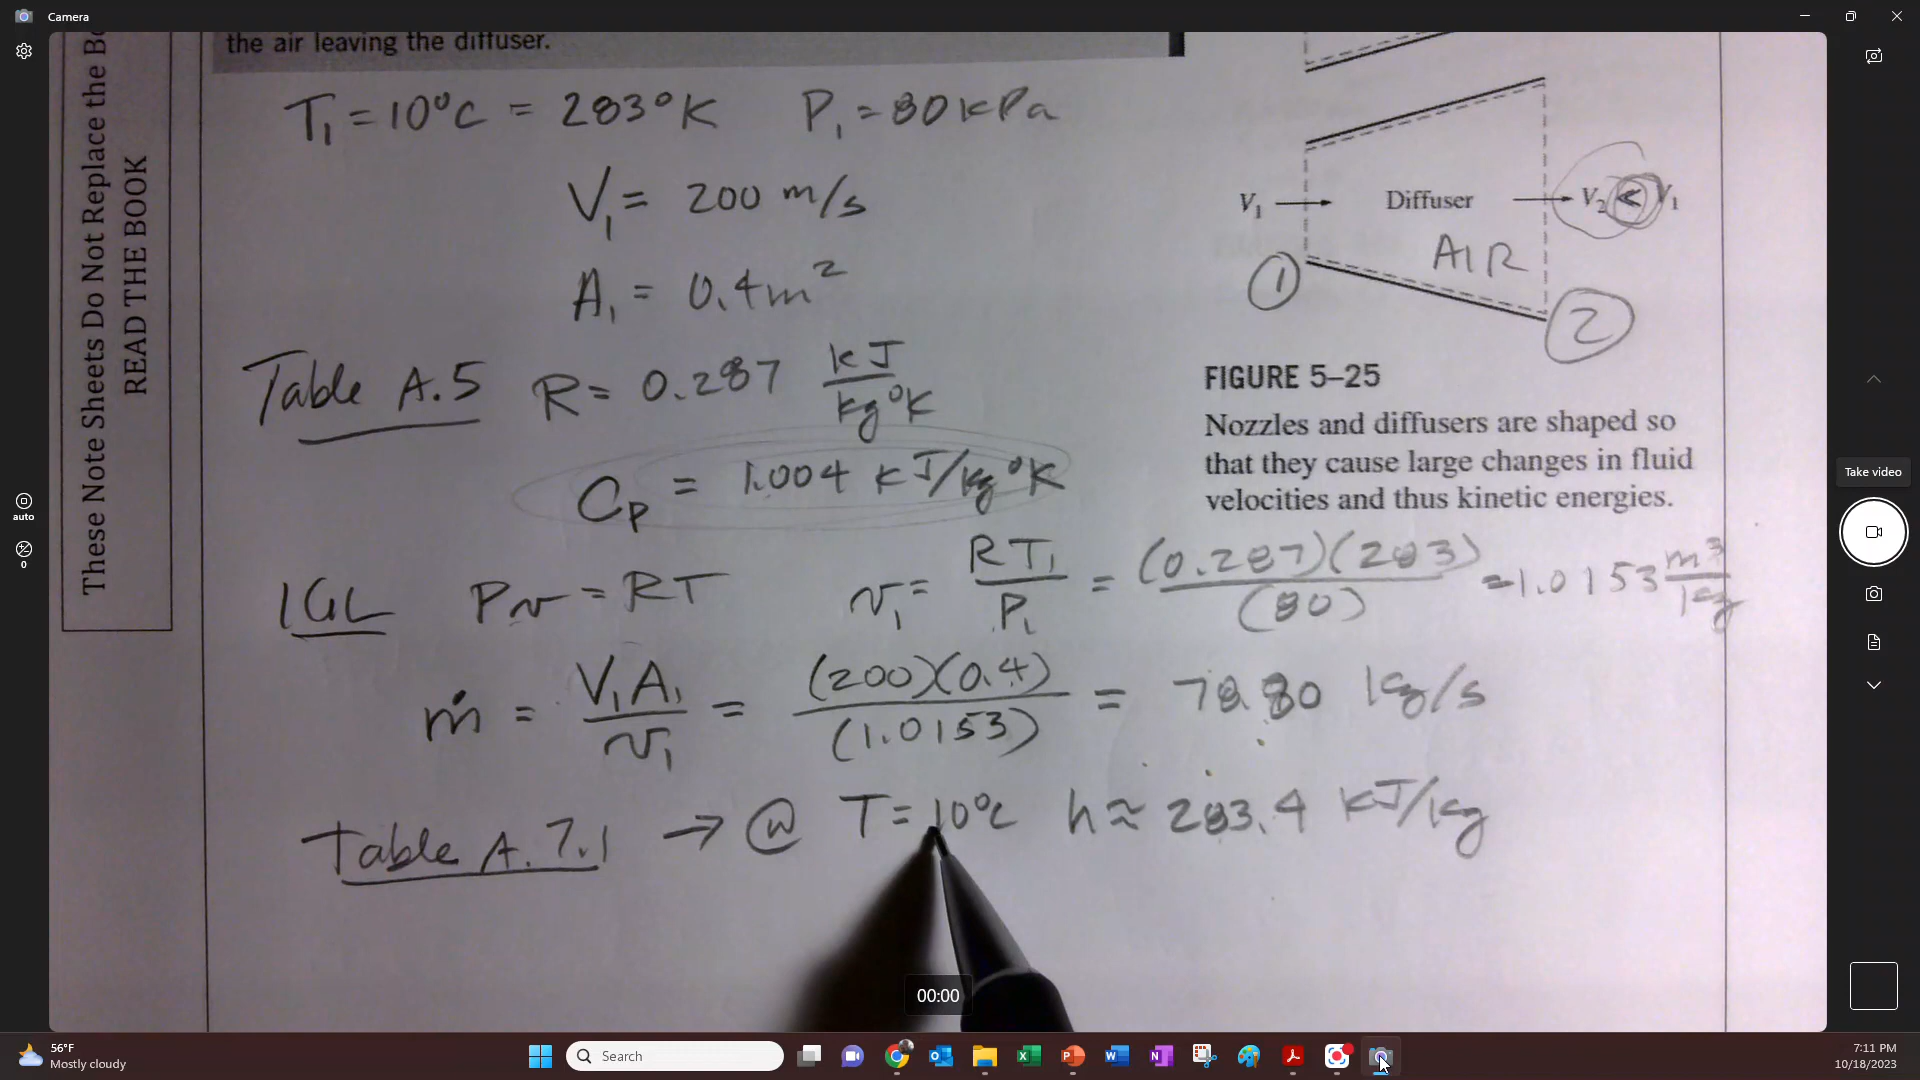 Camera
the air leaving the diffuser.
These Note Sheets Do Not Replace the Bo
READ THE BOOK
T₁ = 10°C = 283°K P₁ = 80 kPa
V₁ = 200 m/s
A₁ = 0.4 m²
Table A.5 R = 0.287 kJ/kg°K
Cp = 1.004 kJ/kg°K
IGL Pv = RT v₁ = RT₁/P₁ = (0.287)(283)/(80) = 1.0153 m³/kg
ṁ = V₁A₁/v₁ = (200)(0.4)/(1.0153) = 78.80 kg/s
Table A.7.1 → @ T = 10°C h ≈ 283.4 kJ/kg
V₁ Diffuser V₂ ≪ V₁
AIR
1
2
FIGURE 5–25
Nozzles and diffusers are shaped so
that they cause large changes in fluid
velocities and thus kinetic energies.
auto
0
Take video
00:00
56°F
Mostly cloudy
Search
7:11 PM
10/18/2023